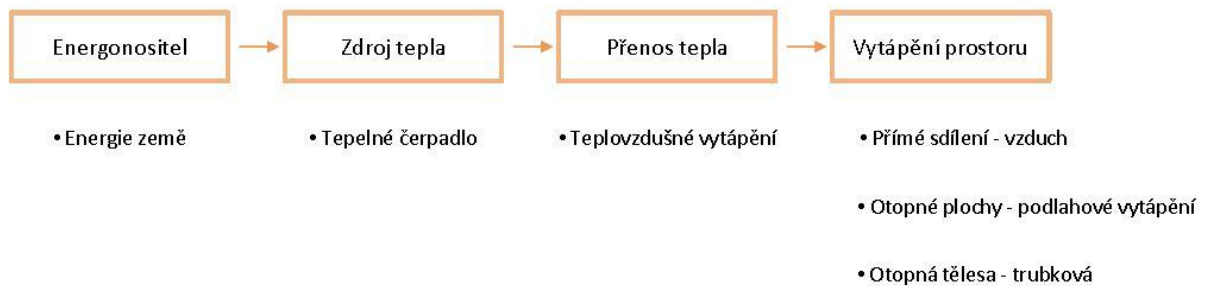 Energonositel
Zdroj tepla
Přenos tepla
Vytápění prostoru
• Energie země
• Tepelné čerpadlo
• Teplovzdušné vytápění
• Přímé sdílení - vzduch
• Otopné plochy - podlahové vytápění
• Otopná tělesa - trubková